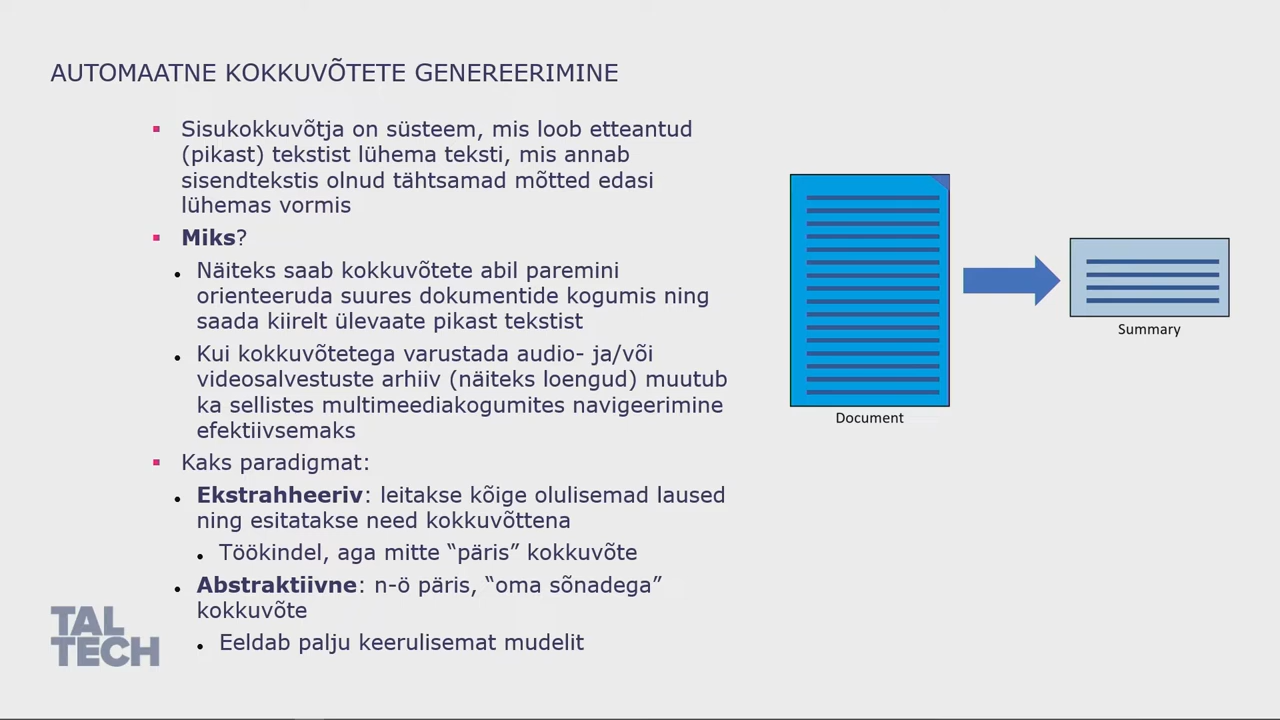 AUTOMAATNE KOKKUVÕTETE GENEREERIMINE
Sisukokkuvõtja on süsteem, mis loob etteantud
(pikast) tekstist lühema teksti, mis annab
sisendtekstis olnud tähtsamad mõtted edasi
lühemas vormis
Miks?
Näiteks saab kokkuvõtete abil paremini
orienteeruda suures dokumentide kogumis ning
saada kiirelt ülevaate pikast tekstist
Kui kokkuvõtetega varustada audio- ja/või
videosalvestuste arhiiv (näiteks loengud) muutub
ka sellistes multimeediakogumites navigeerimine
efektiivsemaks
Kaks paradigmat:
Ekstrahheeriv: leitakse kõige olulisemad laused
ning esitatakse need kokkuvõttena
Töökindel, aga mitte “päris” kokkuvõte
Abstraktiivne: n-ö päris, “oma sõnadega”
kokkuvõte
Eeldab palju keerulisemat mudelit
Document
Summary
TAL
TECH